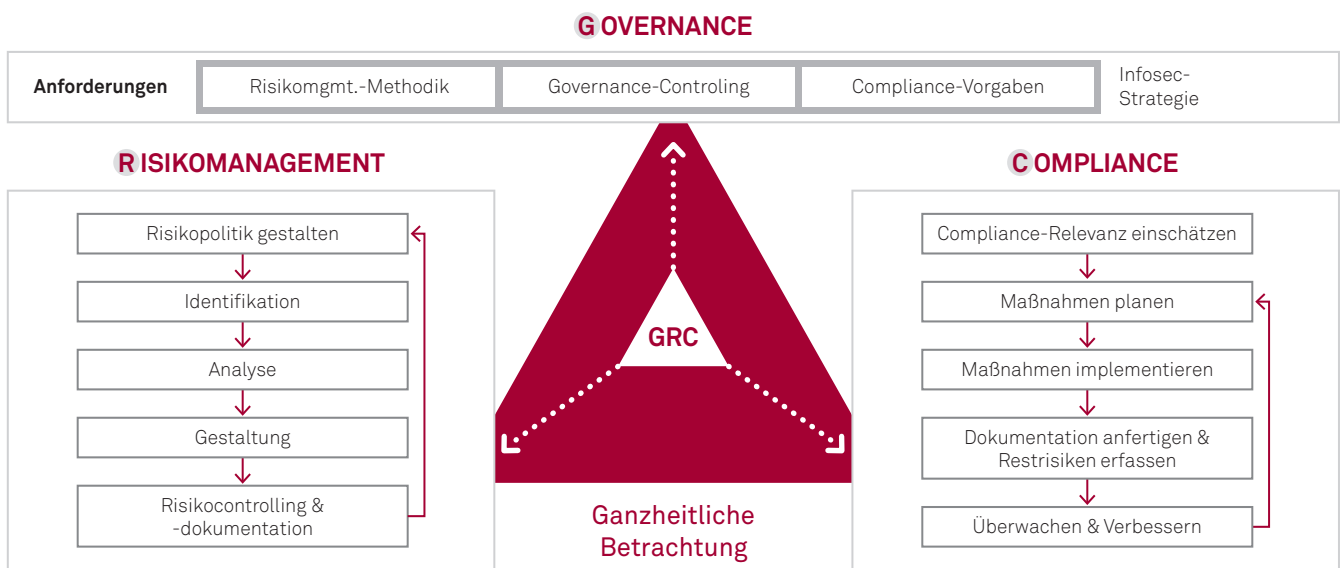 GOVERNANCE
Anforderungen
Risikomgmt.-Methodik
Governance-Controling
Compliance-Vorgaben
Infosec-
Strategie
RISIKOMANAGEMENT
Risikopolitik gestalten
Identifikation
Analyse
Gestaltung
Risikocontrolling &
-dokumentation
GRC
Ganzheitliche
Betrachtung
COMPLIANCE
Compliance-Relevanz einschätzen
Maßnahmen planen
Maßnahmen implementieren
Dokumentation anfertigen &
Restrisiken erfassen
Überwachen & Verbessern